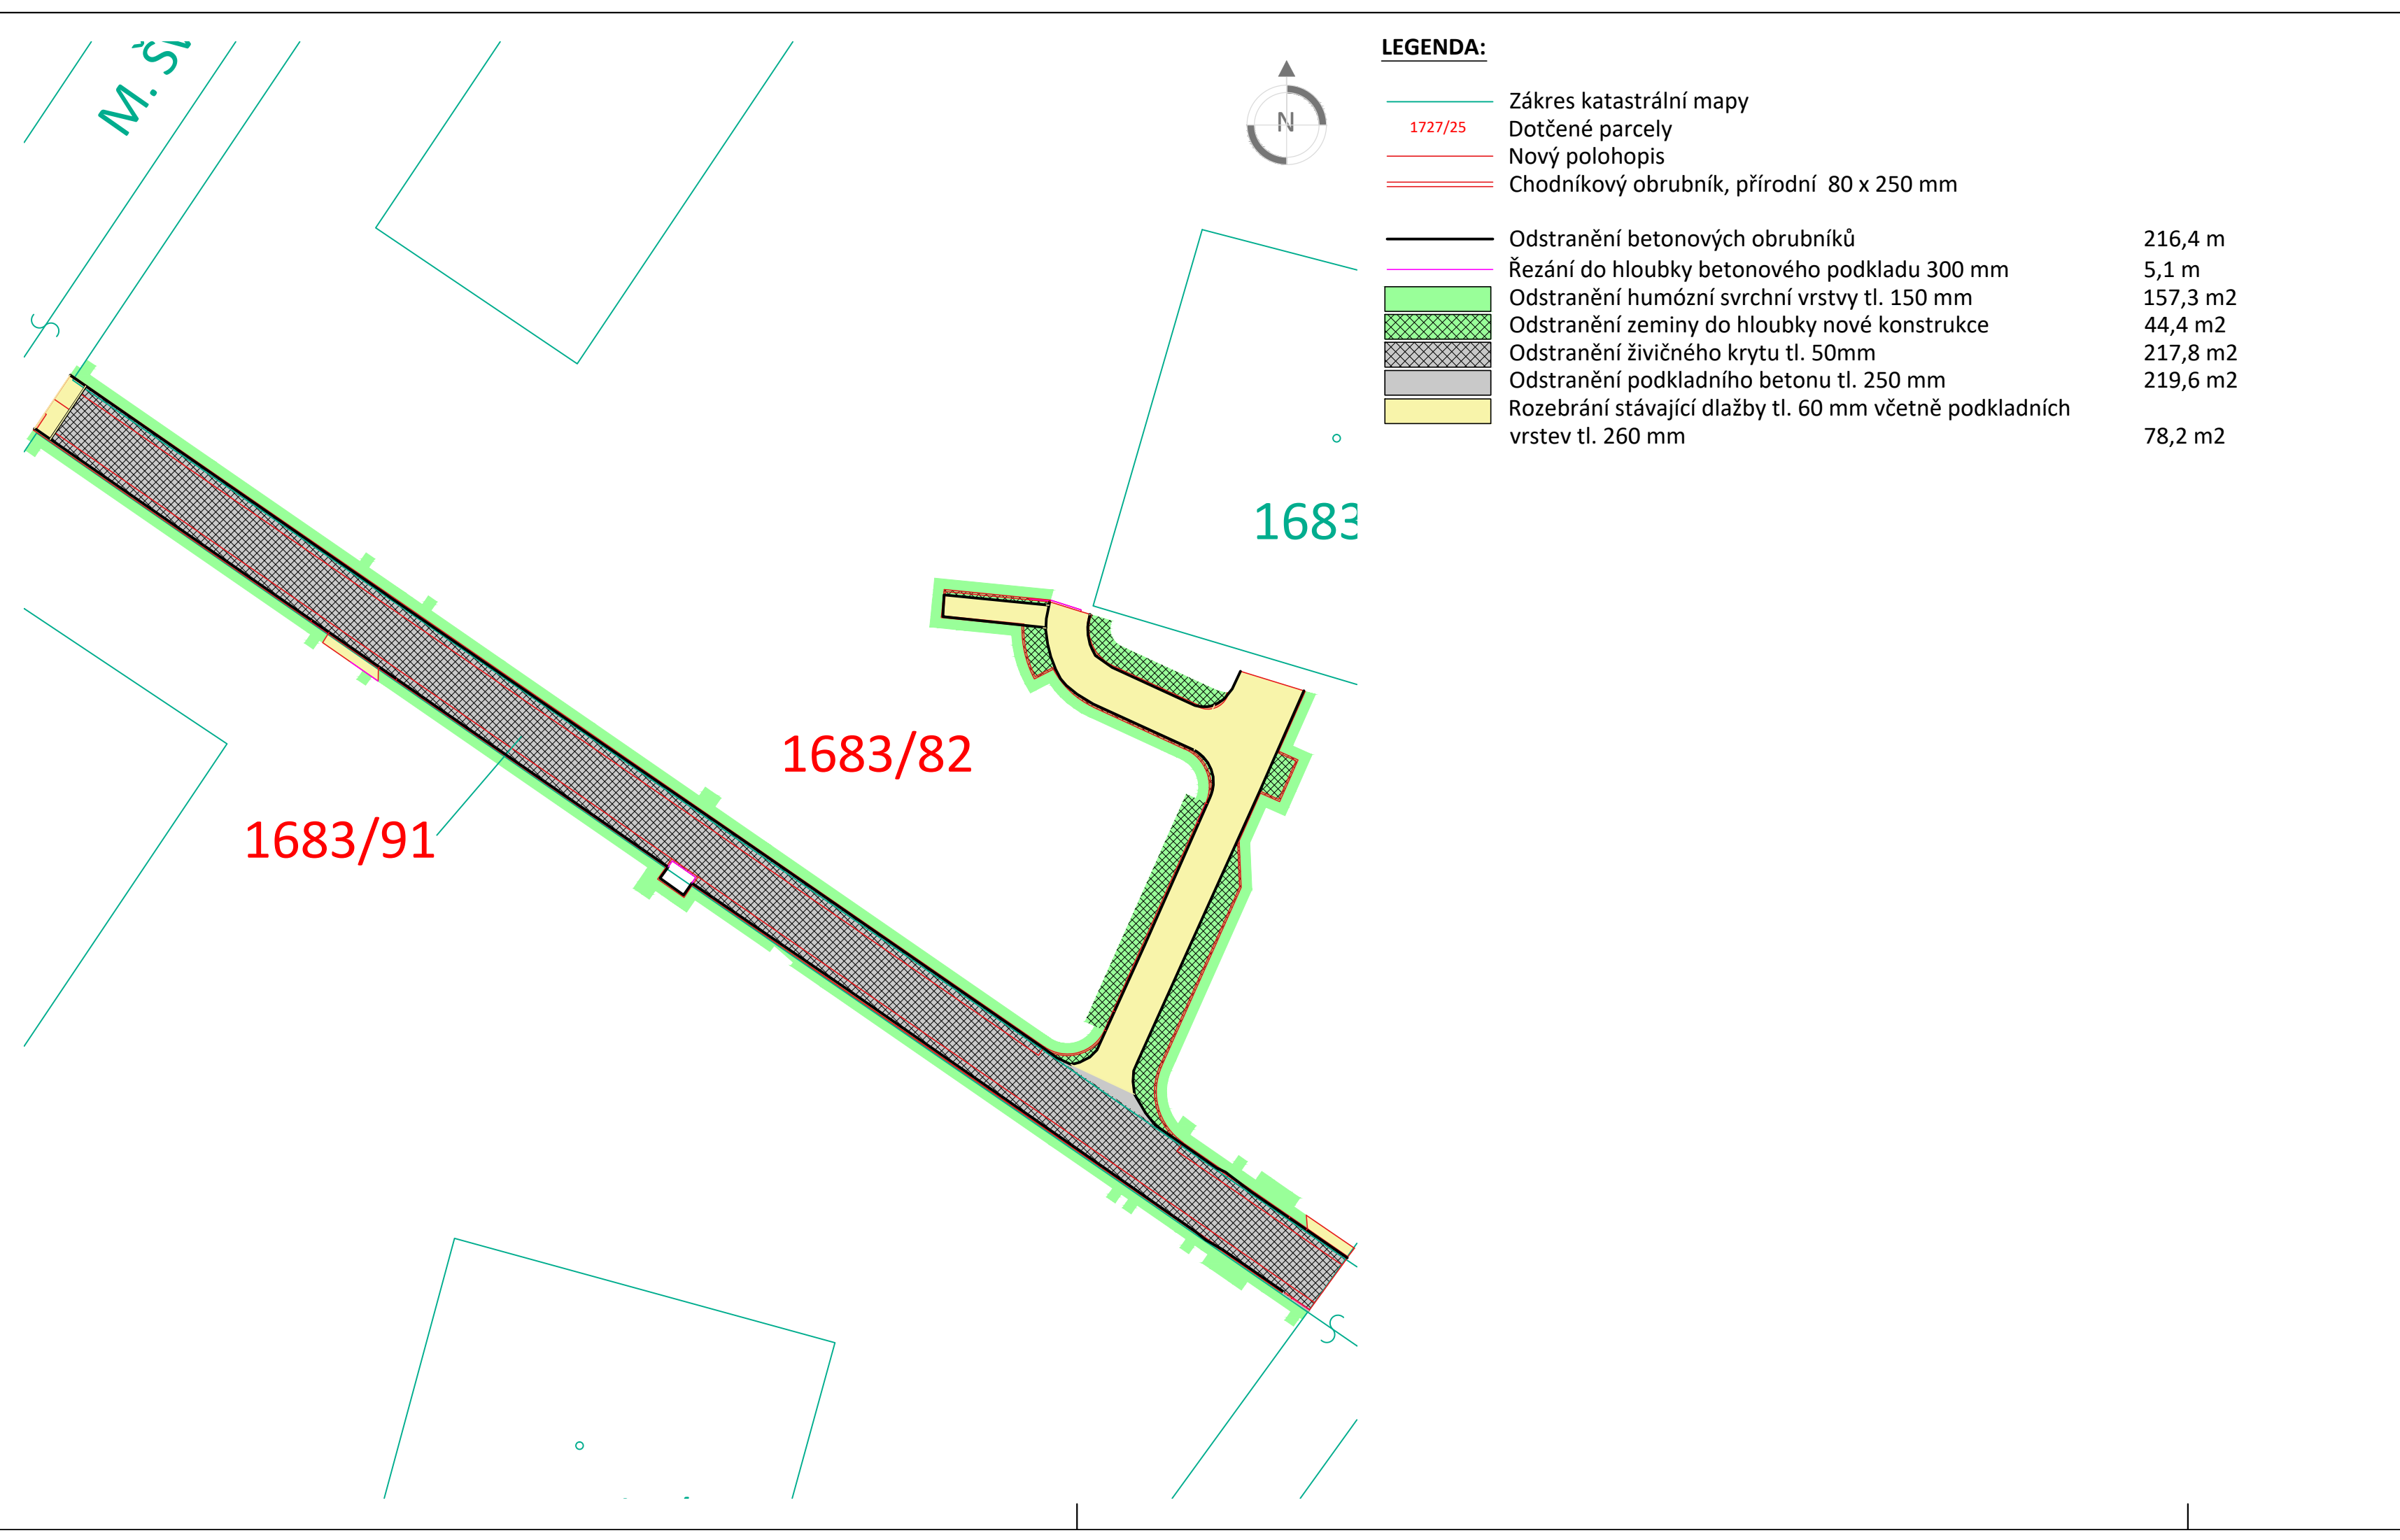 M. Š
N
LEGENDA:
Zákres katastrální mapy
1727/25 Dotčené parcely
Nový polohopis
Chodníkový obrubník, přírodní 80 x 250 mm
Odstranění betonových obrubníků 216,4 m
Řezání do hloubky betonového podkladu 300 mm 5,1 m
Odstranění humózní svrchní vrstvy tl. 150 mm 157,3 m2
Odstranění zeminy do hloubky nové konstrukce 44,4 m2
Odstranění živičného krytu tl. 50mm 217,8 m2
Odstranění podkladního betonu tl. 250 mm 219,6 m2
Rozebrání stávající dlažby tl. 60 mm včetně podkladních
vrstev tl. 260 mm 78,2 m2
1683
1683/82
1683/91